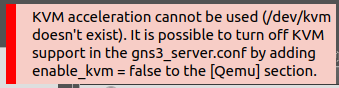 KVM acceleration cannot be used (/dev/kvm
doesn't exist). It is possible to turn off KVM
support in the gns3_server.conf by adding
enable_kvm = false to the [Qemu] section.